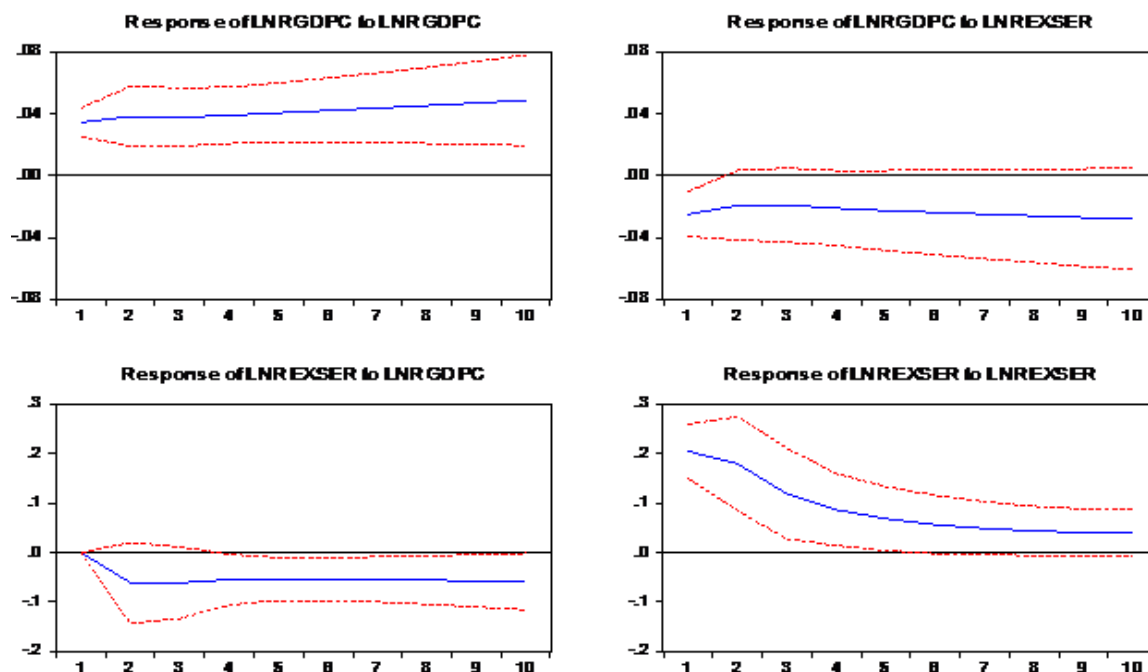 Response of LNRGDPC to LNRGDPC
.08
.04
.00
-.04
-.08
1 2 3 4 5 6 7 8 9 10
Response of LNRGDPC to LNREXSER
.08
.04
.00
-.04
-.08
1 2 3 4 5 6 7 8 9 10
Response of LNREXSER to LNRGDPC
.3
.2
.1
.0
-.1
-.2
1 2 3 4 5 6 7 8 9 10
Response of LNREXSER to LNREXSER
.3
.2
.1
.0
-.1
-.2
1 2 3 4 5 6 7 8 9 10